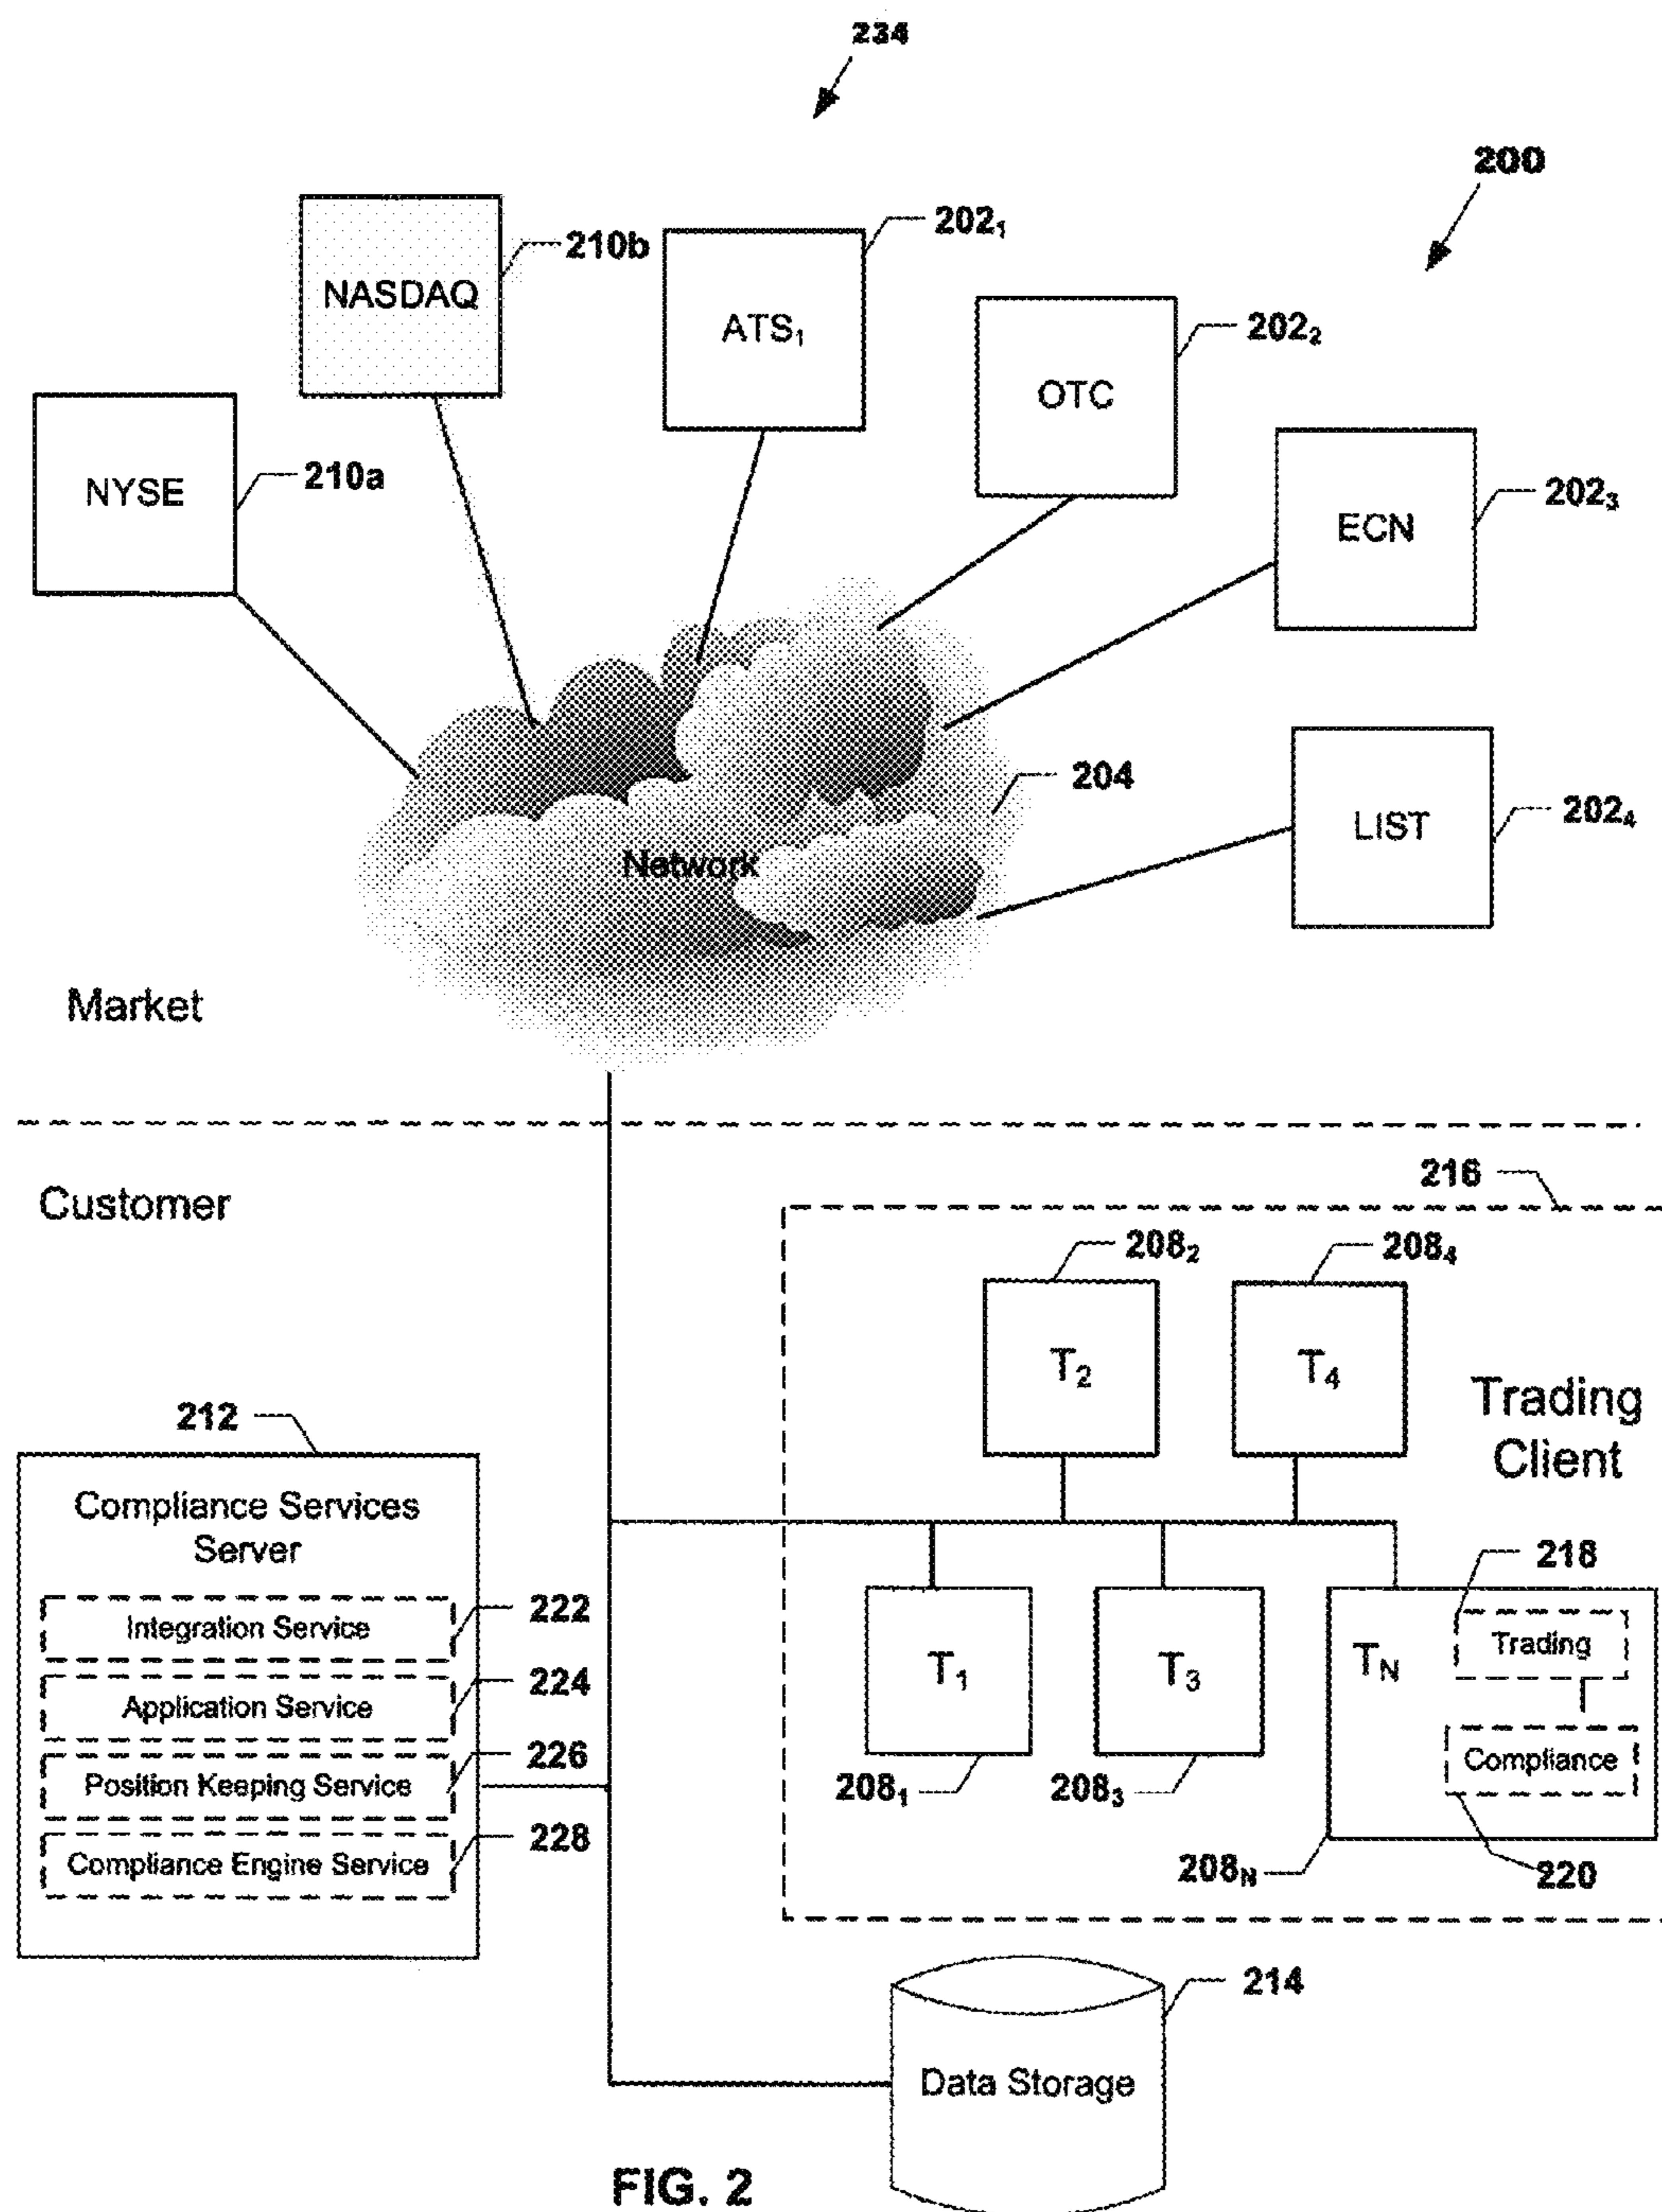 234
200
NASDAQ
210b
ATS₁
202₁
OTC
202₂
NYSE
210a
ECN
202₃
204
Network
LIST
202₄
Market
Customer
216
208₂
208₄
T₂
T₄
Trading
Client
212
Compliance Services
Server
Integration Service
222
Application Service
224
Position Keeping Service
226
Compliance Engine Service
228
T₁
T₃
T_N
218
Trading
Compliance
208₁
208₃
208_N
220
214
Data Storage
FIG. 2